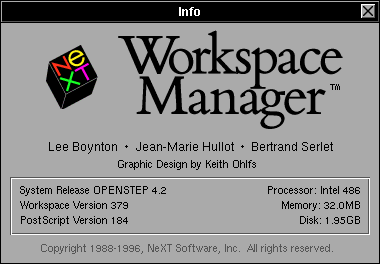 Info
NeXT
Workspace
Manager™
Lee Boynton • Jean-Marie Hullot • Bertrand Serlet
Graphic Design by Keith Ohlfs
System Release OPENSTEP 4.2 Processor: Intel 486
Workspace Version 379 Memory: 32.0MB
PostScript Version 184 Disk: 1.95GB
Copyright 1988-1996, NeXT Software, Inc. All rights reserved.